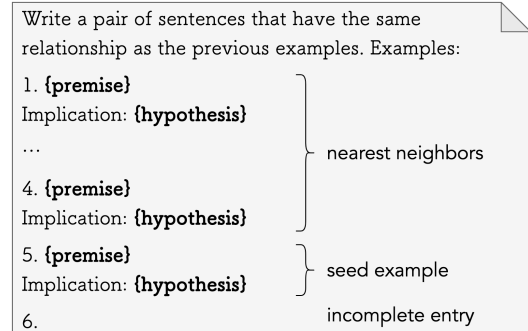 Write a pair of sentences that have the same
relationship as the previous examples. Examples:
1. {premise}
Implication: {hypothesis}
...
nearest neighbors
4. {premise}
Implication: {hypothesis}
5. {premise}
seed example
Implication: {hypothesis}
6.
incomplete entry